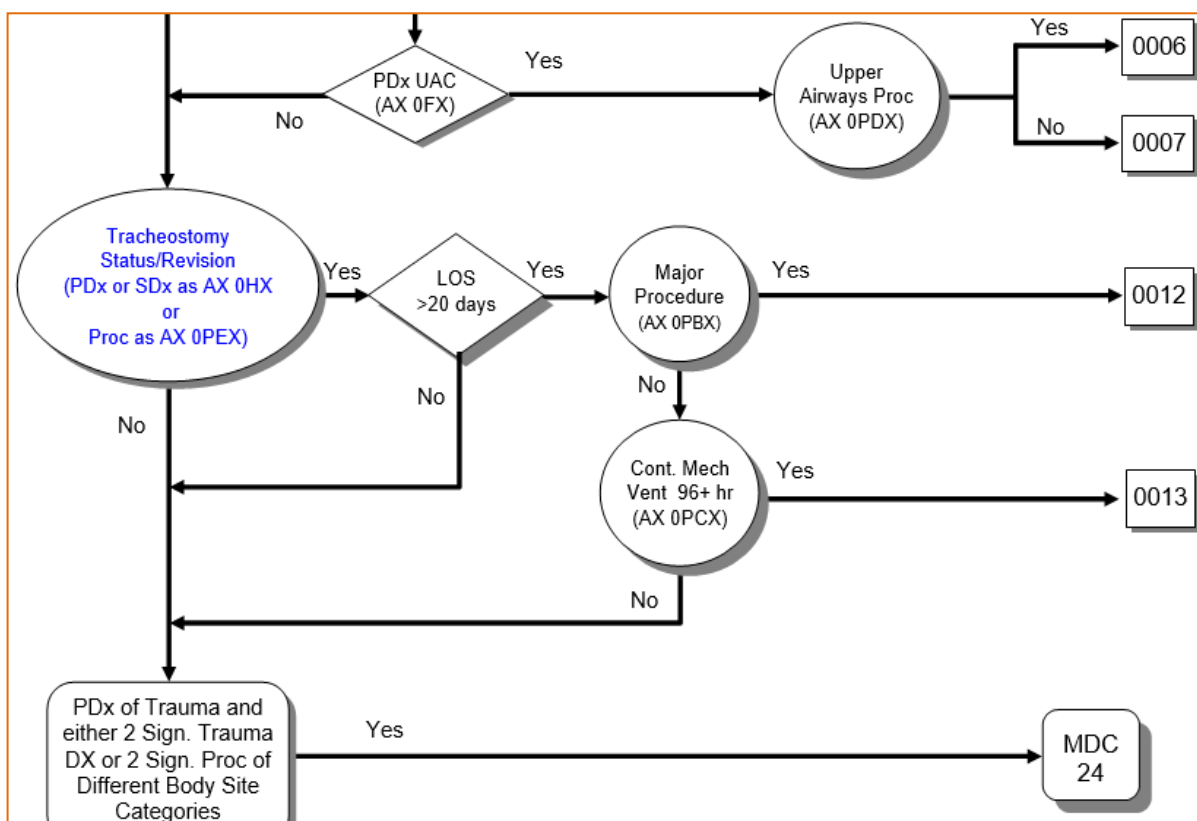 PDx UAC
(AX 0FX)
Yes
No
Upper
Airways Proc
(AX 0PDX)
Yes
0006
No
0007
Tracheostomy
Status/Revision
(PDx or SDx as AX 0HX
or
Proc as AX 0PEX)
Yes
LOS
>20 days
Yes
Major
Procedure
(AX 0PBX)
Yes
0012
No
No
No
Cont. Mech
Vent 96+ hr
(AX 0PCX)
Yes
0013
No
PDx of Trauma and
either 2 Sign. Trauma
DX or 2 Sign. Proc of
Different Body Site
Categories
Yes
MDC
24